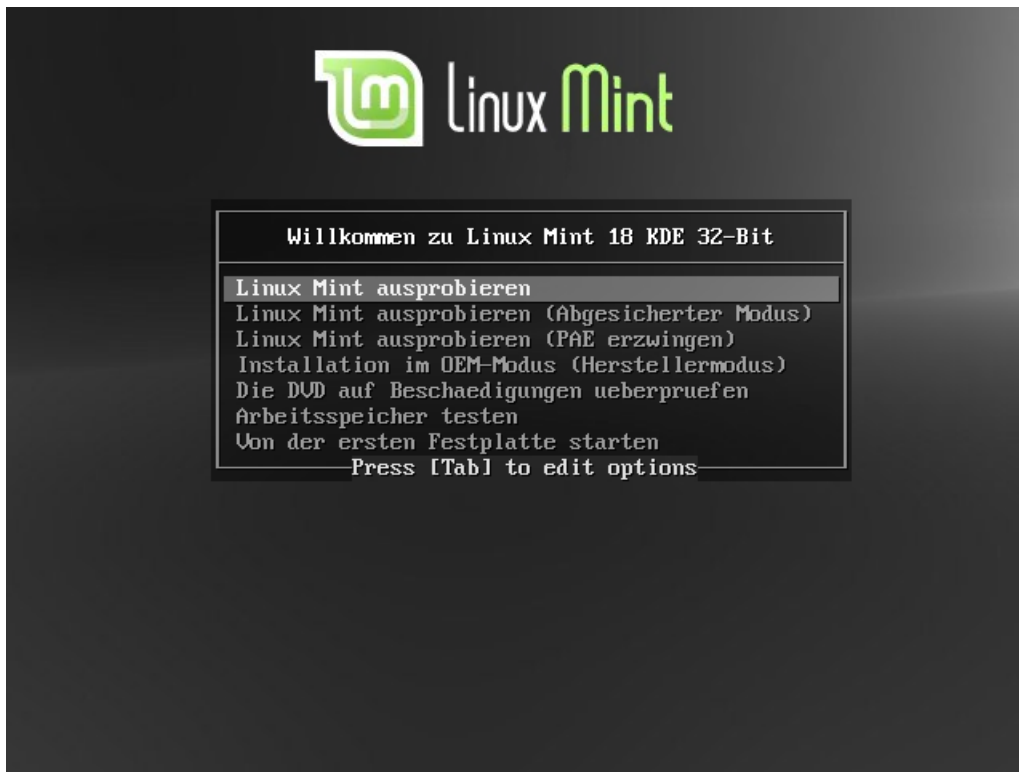 lm Linux Mint
Willkommen zu Linux Mint 18 KDE 32-Bit
Linux Mint ausprobieren
Linux Mint ausprobieren (Abgesicherter Modus)
Linux Mint ausprobieren (PAE erzwingen)
Installation im OEM-Modus (Herstellermodus)
Die DVD auf Beschaedigungen ueberpruefen
Arbeitsspeicher testen
Von der ersten Festplatte starten
Press [Tab] to edit options